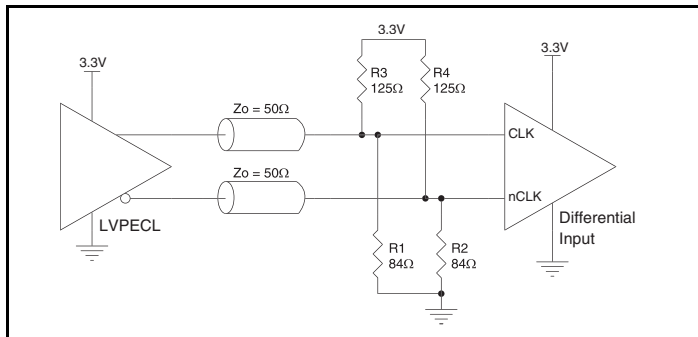 3.3V
3.3V
3.3V
R3
125Ω
R4
125Ω
Zo = 50Ω
CLK
Zo = 50Ω
nCLK
LVPECL
Differential
Input
R1
84Ω
R2
84Ω